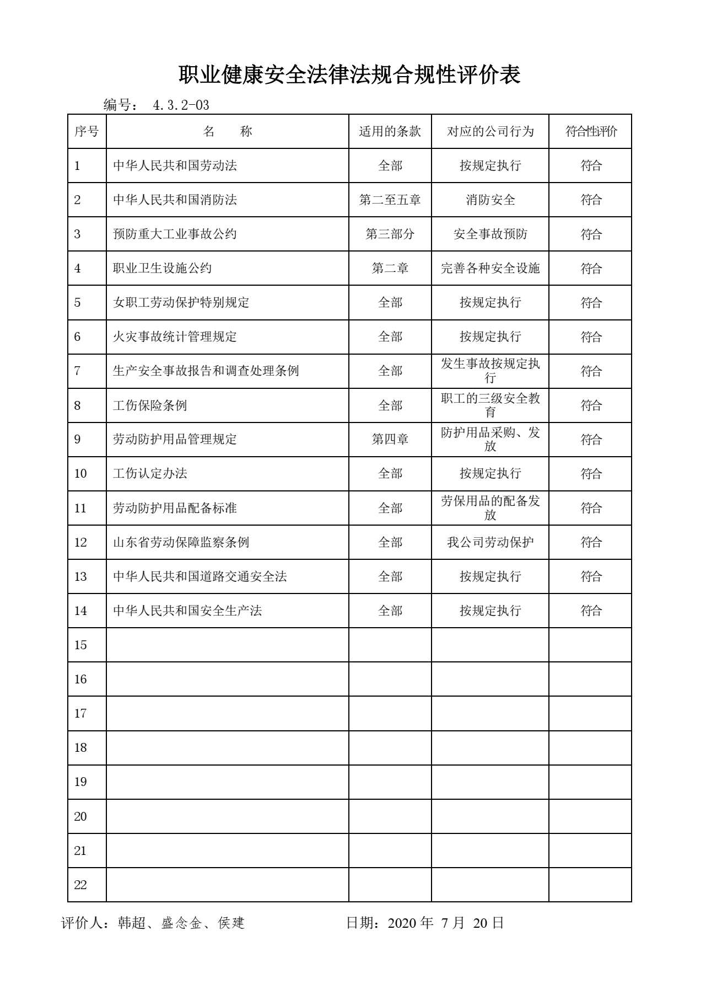 职业健康安全法律法规合规性评价表
编号： 4.3.2-03
序号 名 称 适用的条款 对应的公司行为 符合性评价
1 中华人民共和国劳动法 全部 按规定执行 符合
2 中华人民共和国消防法 第二至五章 消防安全 符合
3 预防重大工业事故公约 第三部分 安全事故预防 符合
4 职业卫生设施公约 第二章 完善各种安全设施 符合
5 女职工劳动保护特别规定 全部 按规定执行 符合
6 火灾事故统计管理规定 全部 按规定执行 符合
7 生产安全事故报告和调查处理条例 全部 发生事故按规定执行 符合
8 工伤保险条例 全部 职工的三级安全教育 符合
9 劳动防护用品管理规定 第四章 防护用品采购、发放 符合
10 工伤认定办法 全部 按规定执行 符合
11 劳动防护用品配备标准 全部 劳保用品的配备发放 符合
12 山东省劳动保障监察条例 全部 我公司劳动保护 符合
13 中华人民共和国道路交通安全法 全部 按规定执行 符合
14 中华人民共和国安全生产法 全部 按规定执行 符合
15
16
17
18
19
20
21
22
评价人：韩超、盛念金、侯建 日期：2020 年 7 月 20 日